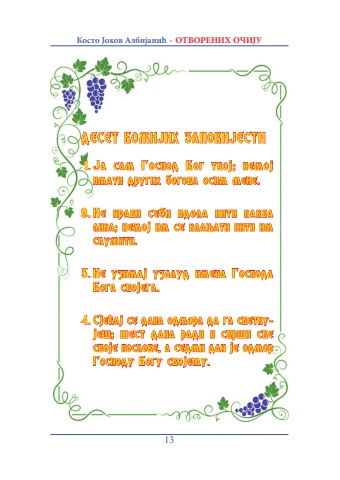 Косто Јоков Албијанић – ОТВОРЕНИХ ОЧИЈУ
ДЕСЕТ БОЖИЈИХ ЗАПОВИЈЕСТИ
1. Ја сам Господ Бог твој; немој
имати других богова осим мене.
2. Не прави себи идола нити каква
лика; немој им се клањати нити им
служити.
3. Не узимај узалуд имена Господа
Бога својега.
4. Сјећај се дана одмора да га светку-
јеш; шест дана ради и сврши све
своје послове, а седми дан је одмор
Господу Богу својему.
13